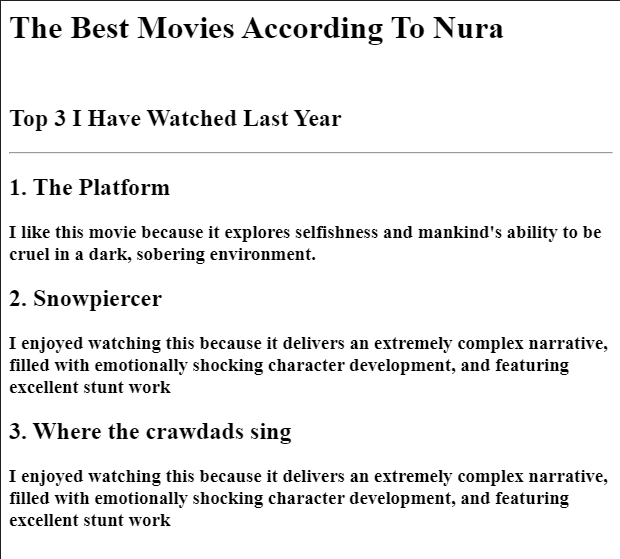 The Best Movies According To Nura
Top 3 I Have Watched Last Year
1. The Platform
I like this movie because it explores selfishness and mankind's ability to be
cruel in a dark, sobering environment.
2. Snowpiercer
I enjoyed watching this because it delivers an extremely complex narrative,
filled with emotionally shocking character development, and featuring
excellent stunt work
3. Where the crawdads sing
I enjoyed watching this because it delivers an extremely complex narrative,
filled with emotionally shocking character development, and featuring
excellent stunt work